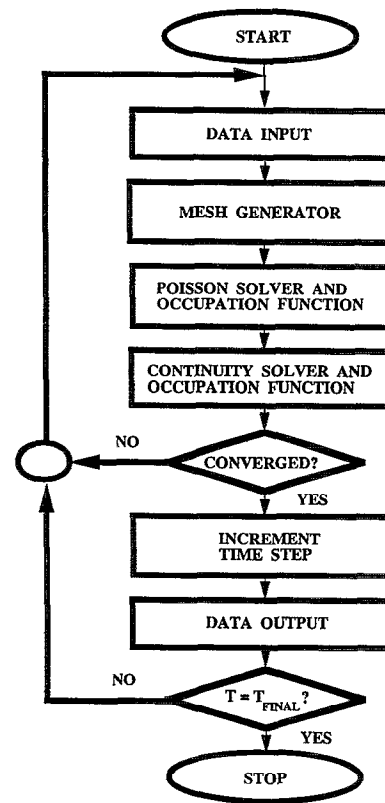 START
DATA INPUT
MESH GENERATOR
POISSON SOLVER AND
OCCUPATION FUNCTION
CONTINUITY SOLVER AND
OCCUPATION FUNCTION
NO
CONVERGED?
YES
INCREMENT
TIME STEP
DATA OUTPUT
NO
T = T FINAL ?
YES
STOP